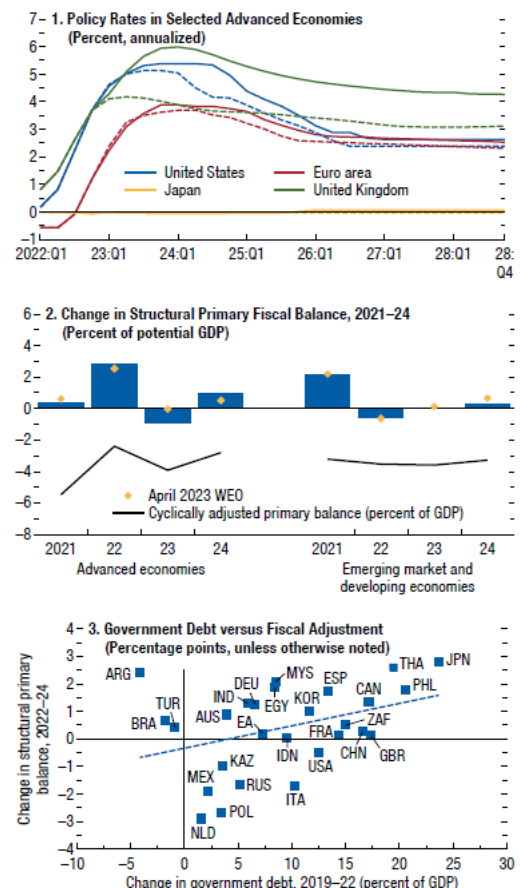 1. Policy Rates in Selected Advanced Economies
(Percent, annualized)
7
6
5
4
3
2
1
0
–1
United States
Euro area
Japan
United Kingdom
2022:Q1
23:Q1
24:Q1
25:Q1
26:Q1
27:Q1
28:Q1
28:
Q4
2. Change in Structural Primary Fiscal Balance, 2021–24
(Percent of potential GDP)
6
4
2
0
–2
–4
–6
–8
April 2023 WEO
Cyclically adjusted primary balance (percent of GDP)
2021
22
23
24
2021
22
23
24
Advanced economies
Emerging market and
developing economies
3. Government Debt versus Fiscal Adjustment
(Percentage points, unless otherwise noted)
Change in structural primary
balance, 2022–24
4
3
2
1
0
–1
–2
–3
–4
ARG
TUR
BRA
IND
DEU
MYS
EGY
AUS
EA
KOR
ESP
CAN
THA
JPN
PHL
ZAF
FRA
IDN
USA
CHN
GBR
KAZ
MEX
RUS
ITA
POL
NLD
–10
–5
0
5
10
15
20
25
30
Change in government debt, 2019–22 (percent of GDP)